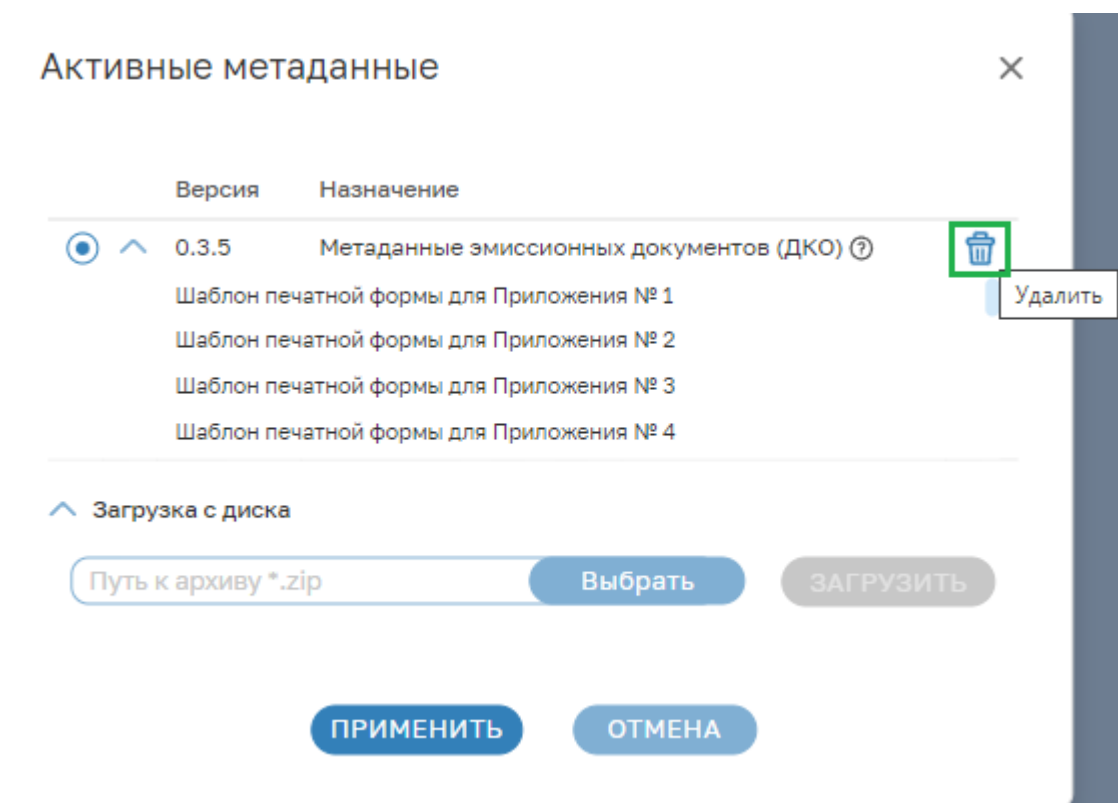 Активные метаданные
Версия Назначение
0.3.5 Метаданные эмиссионных документов (ДКО) ?
Шаблон печатной формы для Приложения № 1
Удалить
Шаблон печатной формы для Приложения № 2
Шаблон печатной формы для Приложения № 3
Шаблон печатной формы для Приложения № 4
Загрузка с диска
Путь к архиву *.zip Выбрать ЗАГРУЗИТЬ
ПРИМЕНИТЬ ОТМЕНА